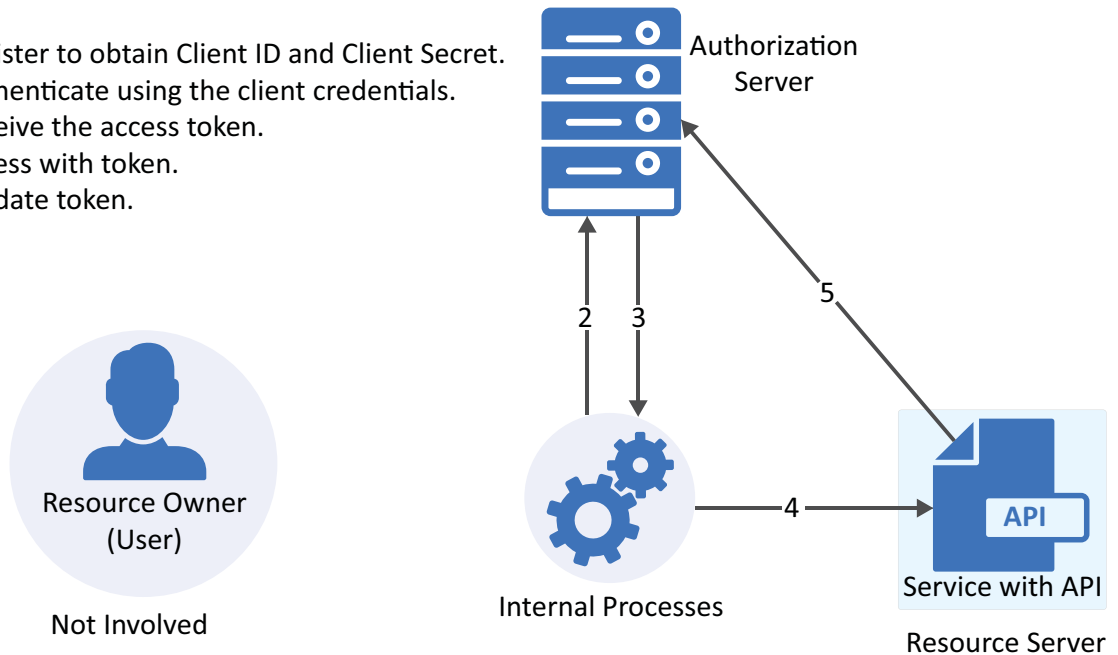 ister to obtain Client ID and Client Secret.
henticate using the client credentials.
eive the access token.
ess with token.
date token.
Authorization
Server
2
3
5
4
Resource Owner
(User)
Not Involved
Internal Processes
API
Service with API
Resource Server